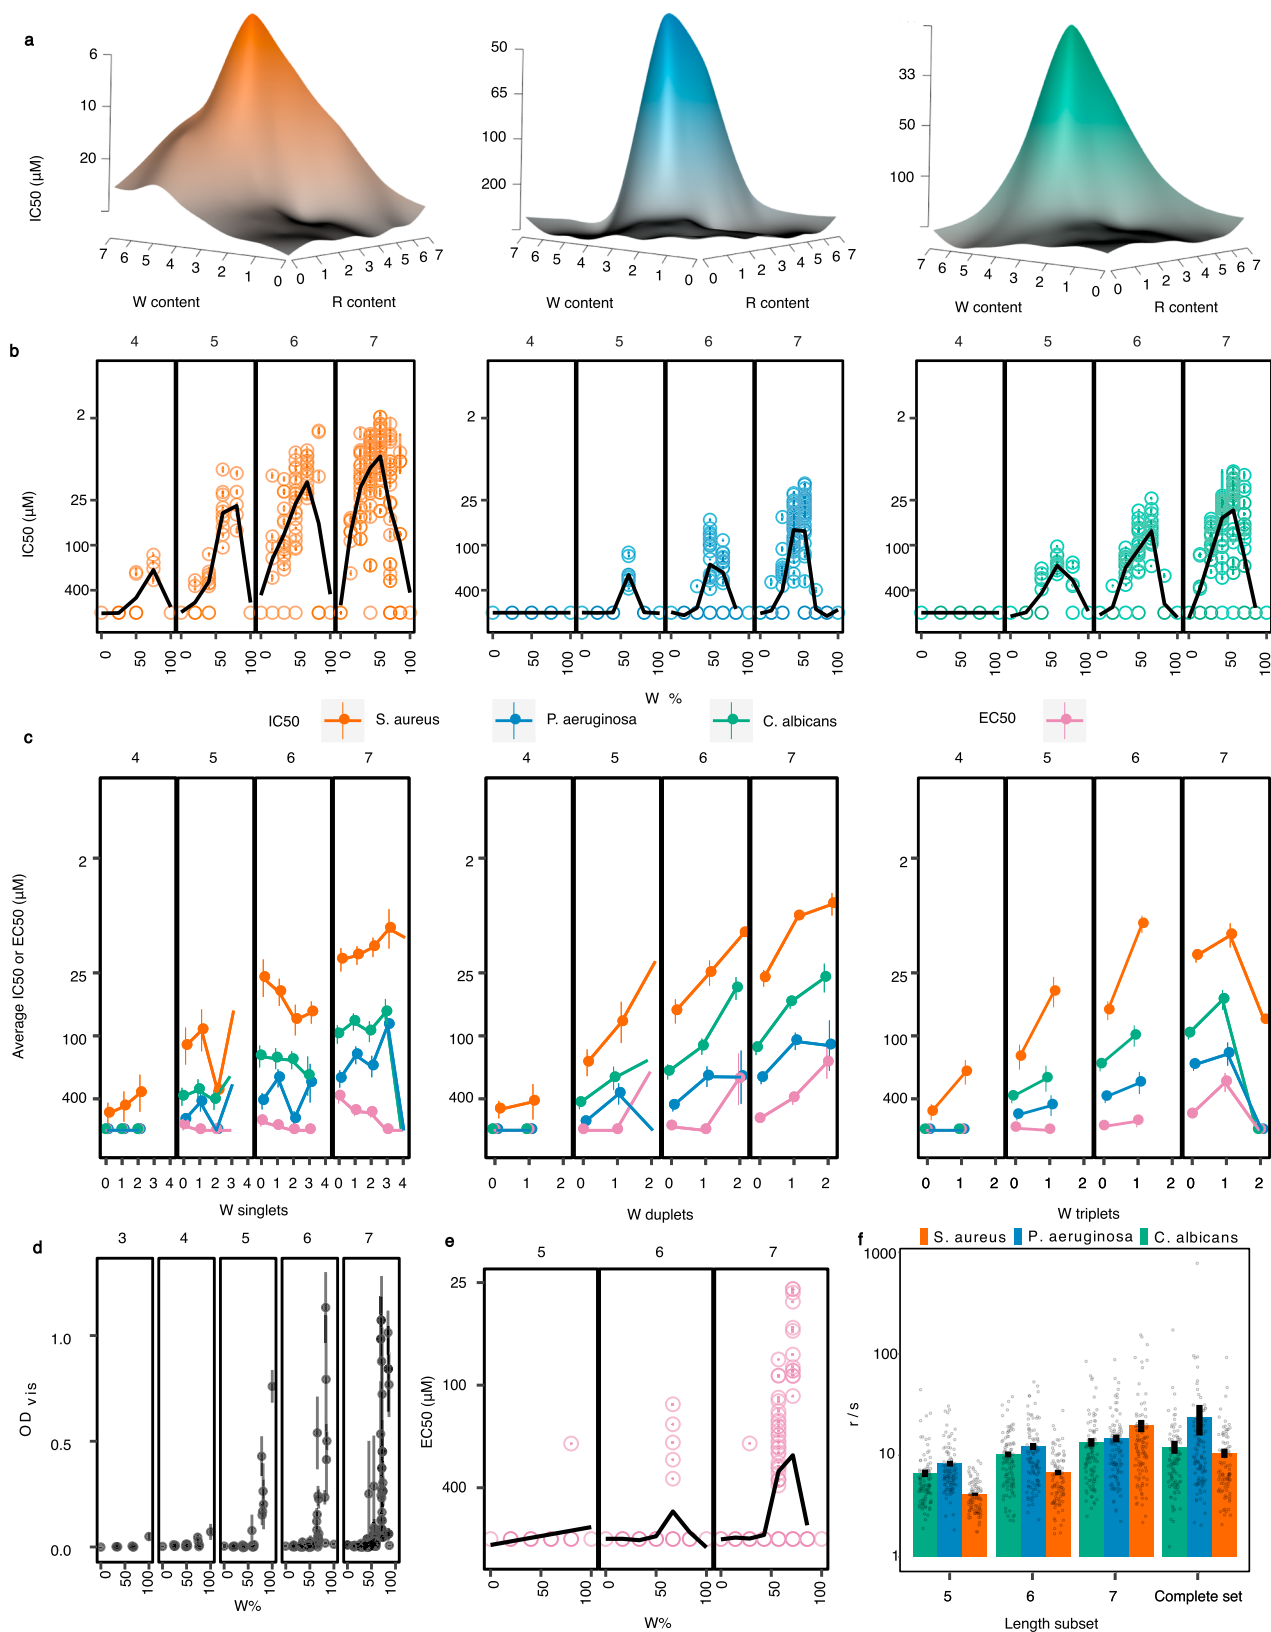 a
IC50 (μM)
6
10
20
7 6 5 4 3 2 1 0
0 1 2 3 4 5 6 7
W content
R content
50
65
100
200
7 6 5 4 3 2 1 0
0 1 2 3 4 5 6 7
W content
R content
33
50
100
7 6 5 4 3 2 1 0
0 1 2 3 4 5 6 7
W content
R content
b
4 5 6 7
4 5 6 7
4 5 6 7
IC50 (μM)
2
25
100
400
2
25
100
400
2
25
100
400
0 50 100 0 50 100 0 50 100 0 50 100
0 50 100 0 50 100 0 50 100 0 50 100
0 50 100 0 50 100 0 50 100 0 50 100
W %
IC50 S. aureus P. aeruginosa C. albicans EC50
c
4 5 6 7
4 5 6 7
4 5 6 7
Average IC50 or EC50 (μM)
2
25
100
400
2
25
100
400
2
25
100
400
0 1 2 3 4 0 1 2 3 4 0 1 2 3 4 0 1 2 3 4
0 1 2 0 1 2 0 1 2 0 1 2
0 1 2 0 1 2 0 1 2 0 1 2
W singlets
W duplets
W triplets
d
3 4 5 6 7
OD vis
1.0
0.5
0.0
0 50 100 0 50 100 0 50 100 0 50 100 0 50 100
W%
e
5 6 7
EC50 (μM)
25
100
400
0 50 100 0 50 100 0 50 100
W%
f
S. aureus P. aeruginosa C. albicans
r/s
1000
100
10
1
5 6 7 Complete set
Length subset